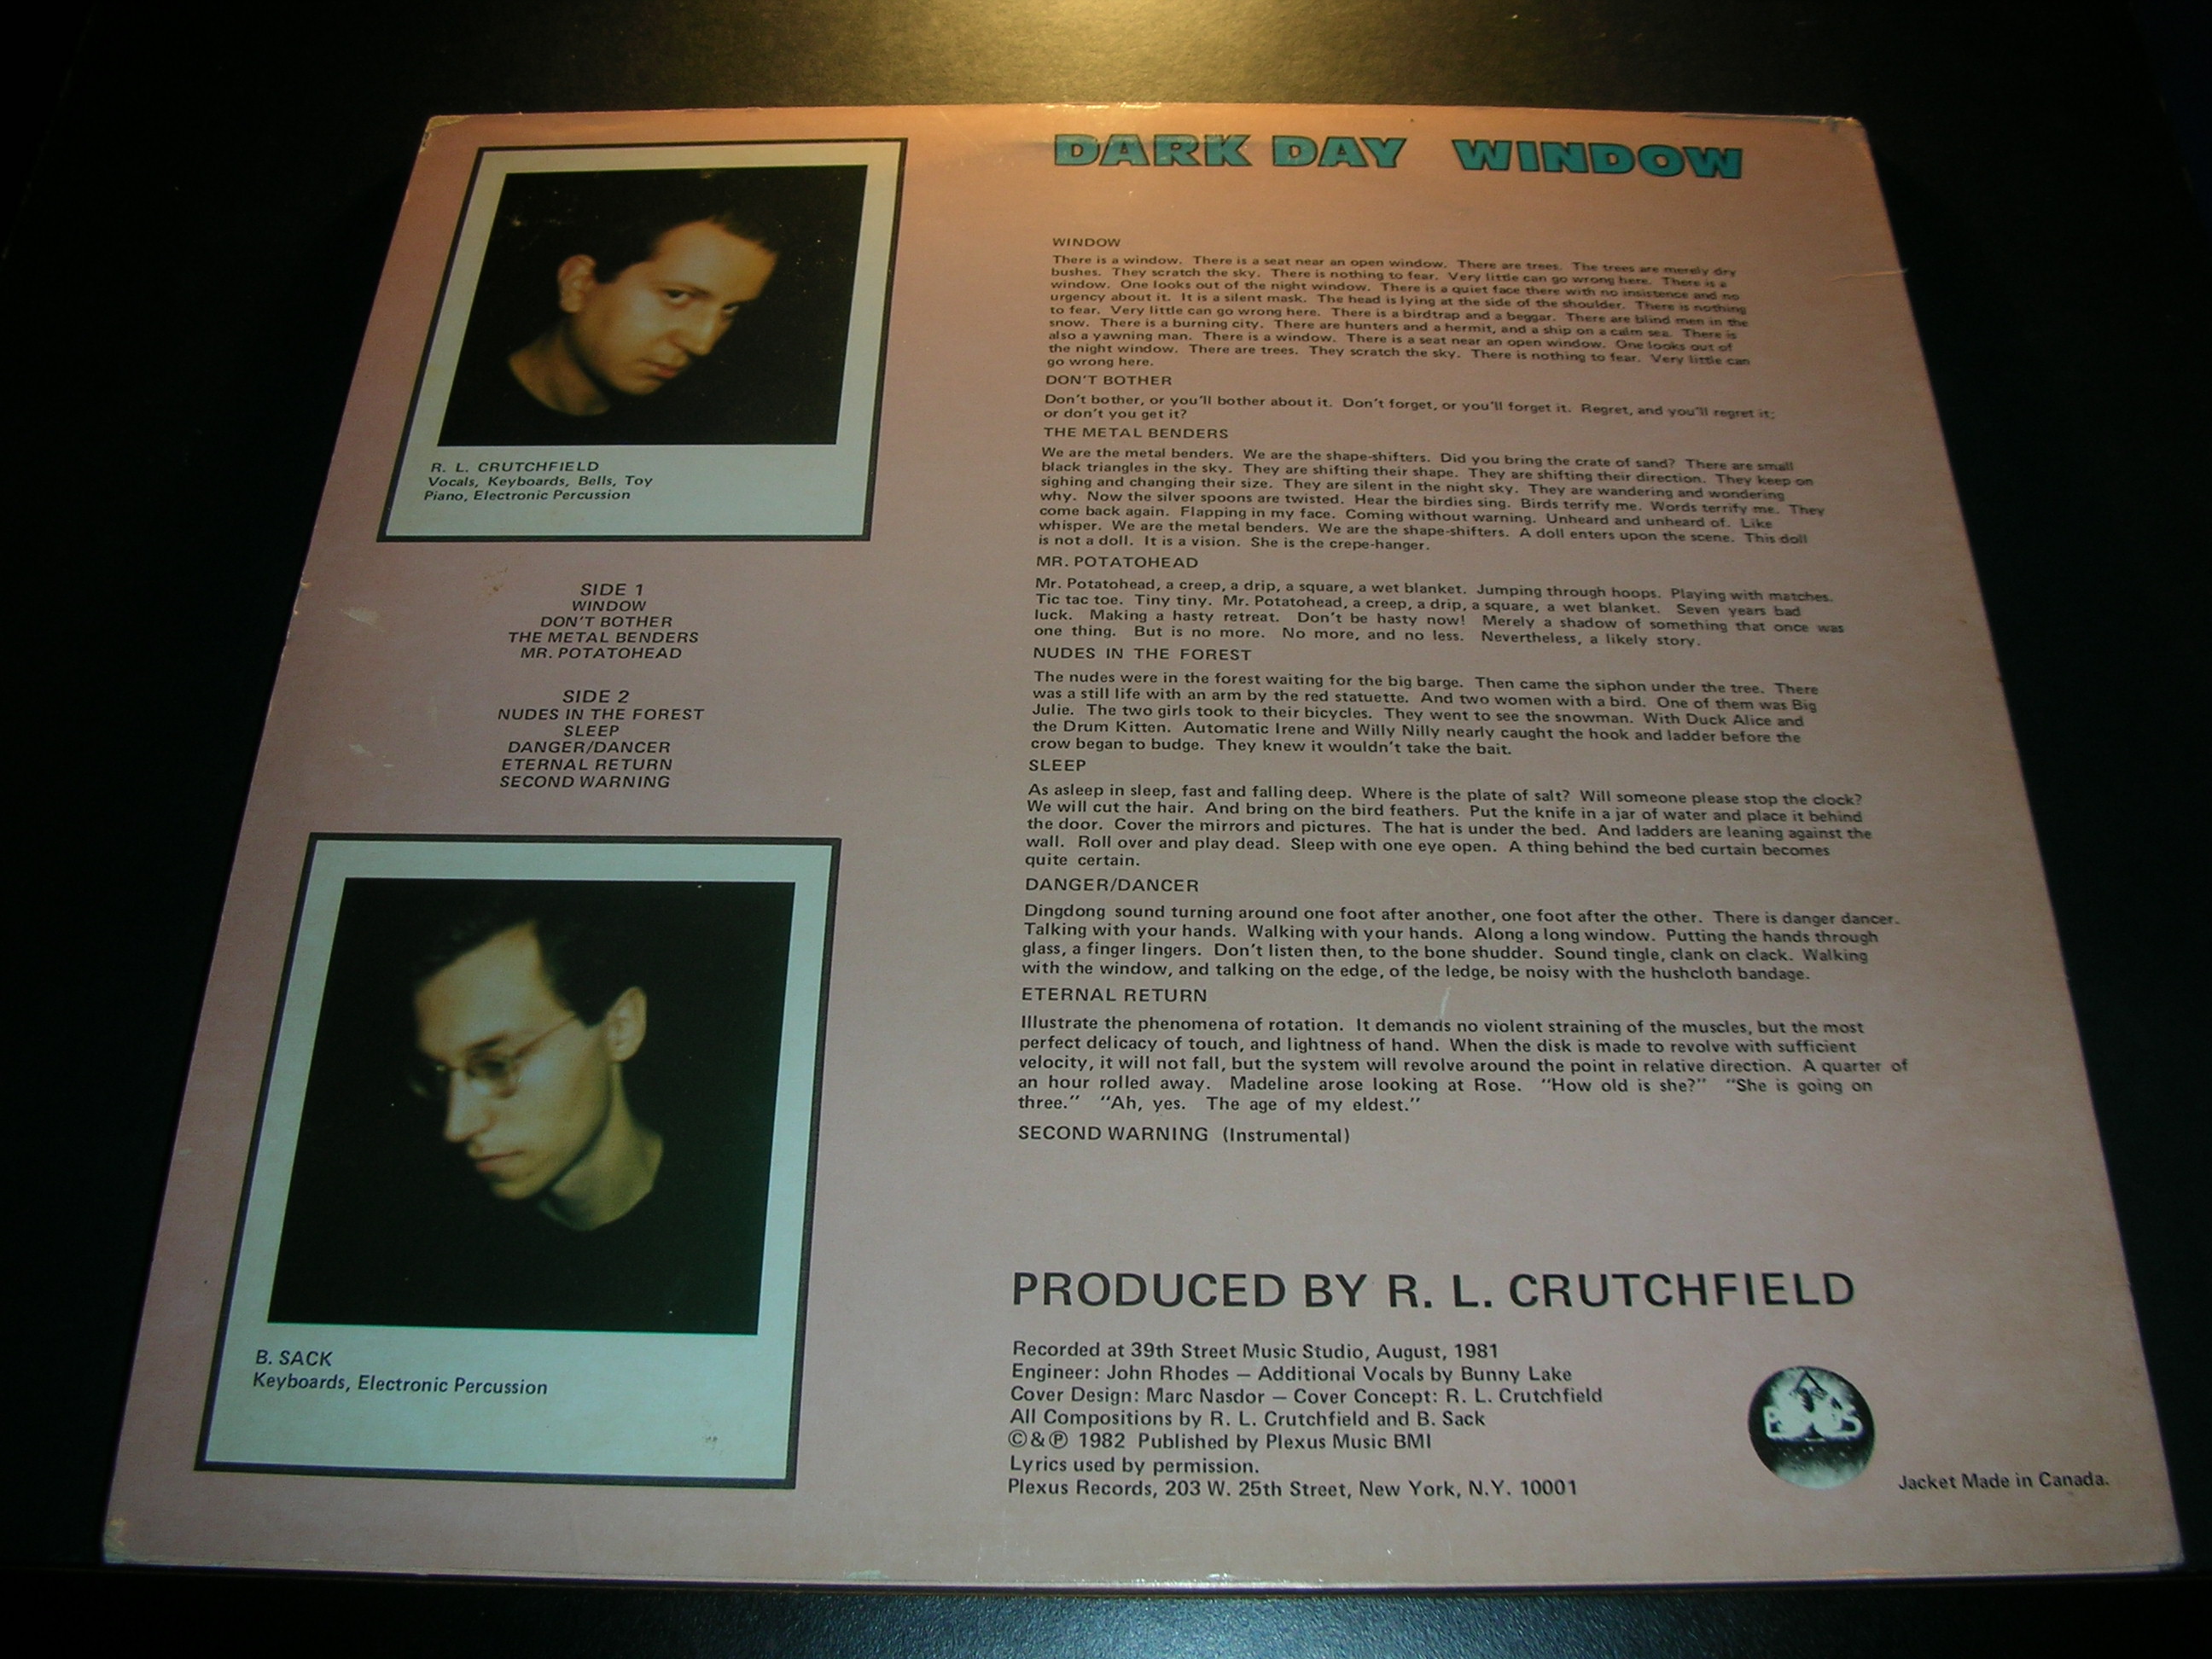 DARK DAY WINDOW
R. L. CRUTCHFIELD
Vocals, Keyboards, Bells, Toy
Piano, Electronic Percussion
SIDE 1
WINDOW
DON'T BOTHER
THE METAL BENDERS
MR. POTATOHEAD
SIDE 2
NUDES IN THE FOREST
SLEEP
DANGER/DANCER
ETERNAL RETURN
SECOND WARNING
B. SACK
Keyboards, Electronic Percussion
WINDOW
There is a window. There is a seat near an open window. There are trees. The trees are merely dry
bushes. They scratch the sky. There is nothing to fear. Very little can go wrong here. There is a
window. One looks out of the night window. There is a quiet face there with no insistence and no
urgency about it. It is a silent mask. The head is lying at the side of the shoulder. There is nothing
to fear. Very little can go wrong here. There is a birdtrap and a beggar. There are blind men in the
snow. There is a burning city. There are hunters and a hermit, and a ship on a calm sea. There is
also a yawning man. There is a window. There is a seat near an open window. One looks out of
the night window. There are trees. They scratch the sky. There is nothing to fear. Very little can
go wrong here.
DON'T BOTHER
Don't bother, or you'll bother about it. Don't forget, or you'll forget it. Regret, and you'll regret it;
or don't you get it?
THE METAL BENDERS
We are the metal benders. We are the shape-shifters. Did you bring the crate of sand? There are small
black triangles in the sky. They are shifting their shape. They are shifting their direction. They keep on
sighing and changing their size. They are silent in the night sky. They are wandering and wondering
why. Now the silver spoons are twisted. Hear the birdies sing. Birds terrify me. Words terrify me. They
come back again. Flapping in my face. Coming without warning. Unheard and unheard of. Like
whisper. We are the metal benders. We are the shape-shifters. A doll enters upon the scene. This doll
is not a doll. It is a vision. She is the crepe-hanger.
MR. POTATOHEAD
Mr. Potatohead, a creep, a drip, a square, a wet blanket. Jumping through hoops. Playing with matches.
Tic tac toe. Tiny tiny. Mr. Potatohead, a creep, a drip, a square, a wet blanket. Seven years bad
luck. Making a hasty retreat. Don't be hasty now! Merely a shadow of something that once was
one thing. But is no more. No more, and no less. Nevertheless, a likely story.
NUDES IN THE FOREST
The nudes were in the forest waiting for the big barge. Then came the siphon under the tree. There
was a still life with an arm by the red statuette. And two women with a bird. One of them was Big
Julie. The two girls took to their bicycles. They went to see the snowman. With Duck Alice and
the Drum Kitten. Automatic Irene and Willy Nilly nearly caught the hook and ladder before the
crow began to budge. They knew it wouldn't take the bait.
SLEEP
As asleep in sleep, fast and falling deep. Where is the plate of salt? Will someone please stop the clock?
We will cut the hair. And bring on the bird feathers. Put the knife in a jar of water and place it behind
the door. Cover the mirrors and pictures. The hat is under the bed. And ladders are leaning against the
wall. Roll over and play dead. Sleep with one eye open. A thing behind the bed curtain becomes
quite certain.
DANGER/DANCER
Dingdong sound turning around one foot after another, one foot after the other. There is danger dancer.
Talking with your hands. Walking with your hands. Along a long window. Putting the hands through
glass, a finger lingers. Don't listen then, to the bone shudder. Sound tingle, clank on clack. Walking
with the window, and talking on the edge, of the ledge, be noisy with the hushcloth bandage.
ETERNAL RETURN
Illustrate the phenomena of rotation. It demands no violent straining of the muscles, but the most
perfect delicacy of touch, and lightness of hand. When the disk is made to revolve with sufficient
velocity, it will not fall, but the system will revolve around the point in relative direction. A quarter of
an hour rolled away. Madeline arose looking at Rose. "How old is she?" "She is going on
three." "Ah, yes. The age of my eldest."
SECOND WARNING (Instrumental)
PRODUCED BY R. L. CRUTCHFIELD
Recorded at 39th Street Music Studio, August, 1981
Engineer: John Rhodes — Additional Vocals by Bunny Lake
Cover Design: Marc Nasdor — Cover Concept: R. L. Crutchfield
All Compositions by R. L. Crutchfield and B. Sack
©&℗ 1982 Published by Plexus Music BMI
Lyrics used by permission.
Plexus Records, 203 W. 25th Street, New York, N.Y. 10001
Jacket Made in Canada.